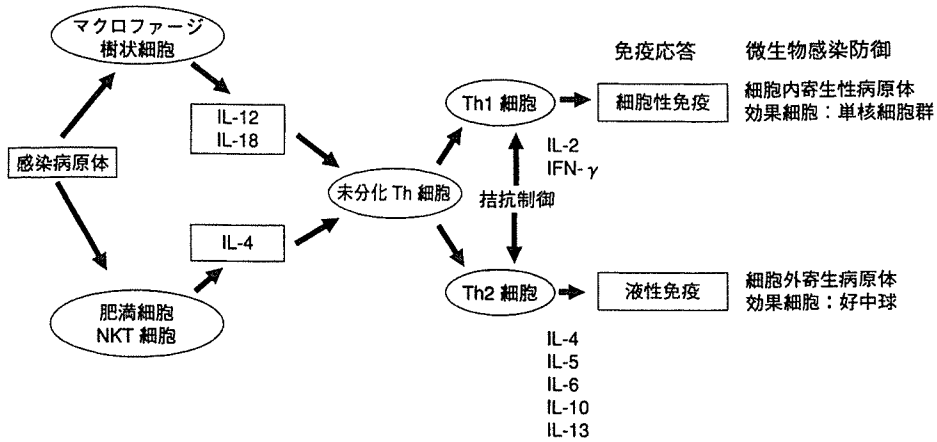 マクロファージ
樹状細胞
免疫応答
微生物感染防御
IL-12
IL-18
Th1 細胞
細胞性免疫
細胞内寄生性病原体
効果細胞：単核細胞群
感染病原体
IL-2
IFN-γ
未分化 Th 細胞
拮抗制御
IL-4
肥満細胞
NKT 細胞
Th2 細胞
液性免疫
細胞外寄生病原体
効果細胞：好中球
IL-4
IL-5
IL-6
IL-10
IL-13